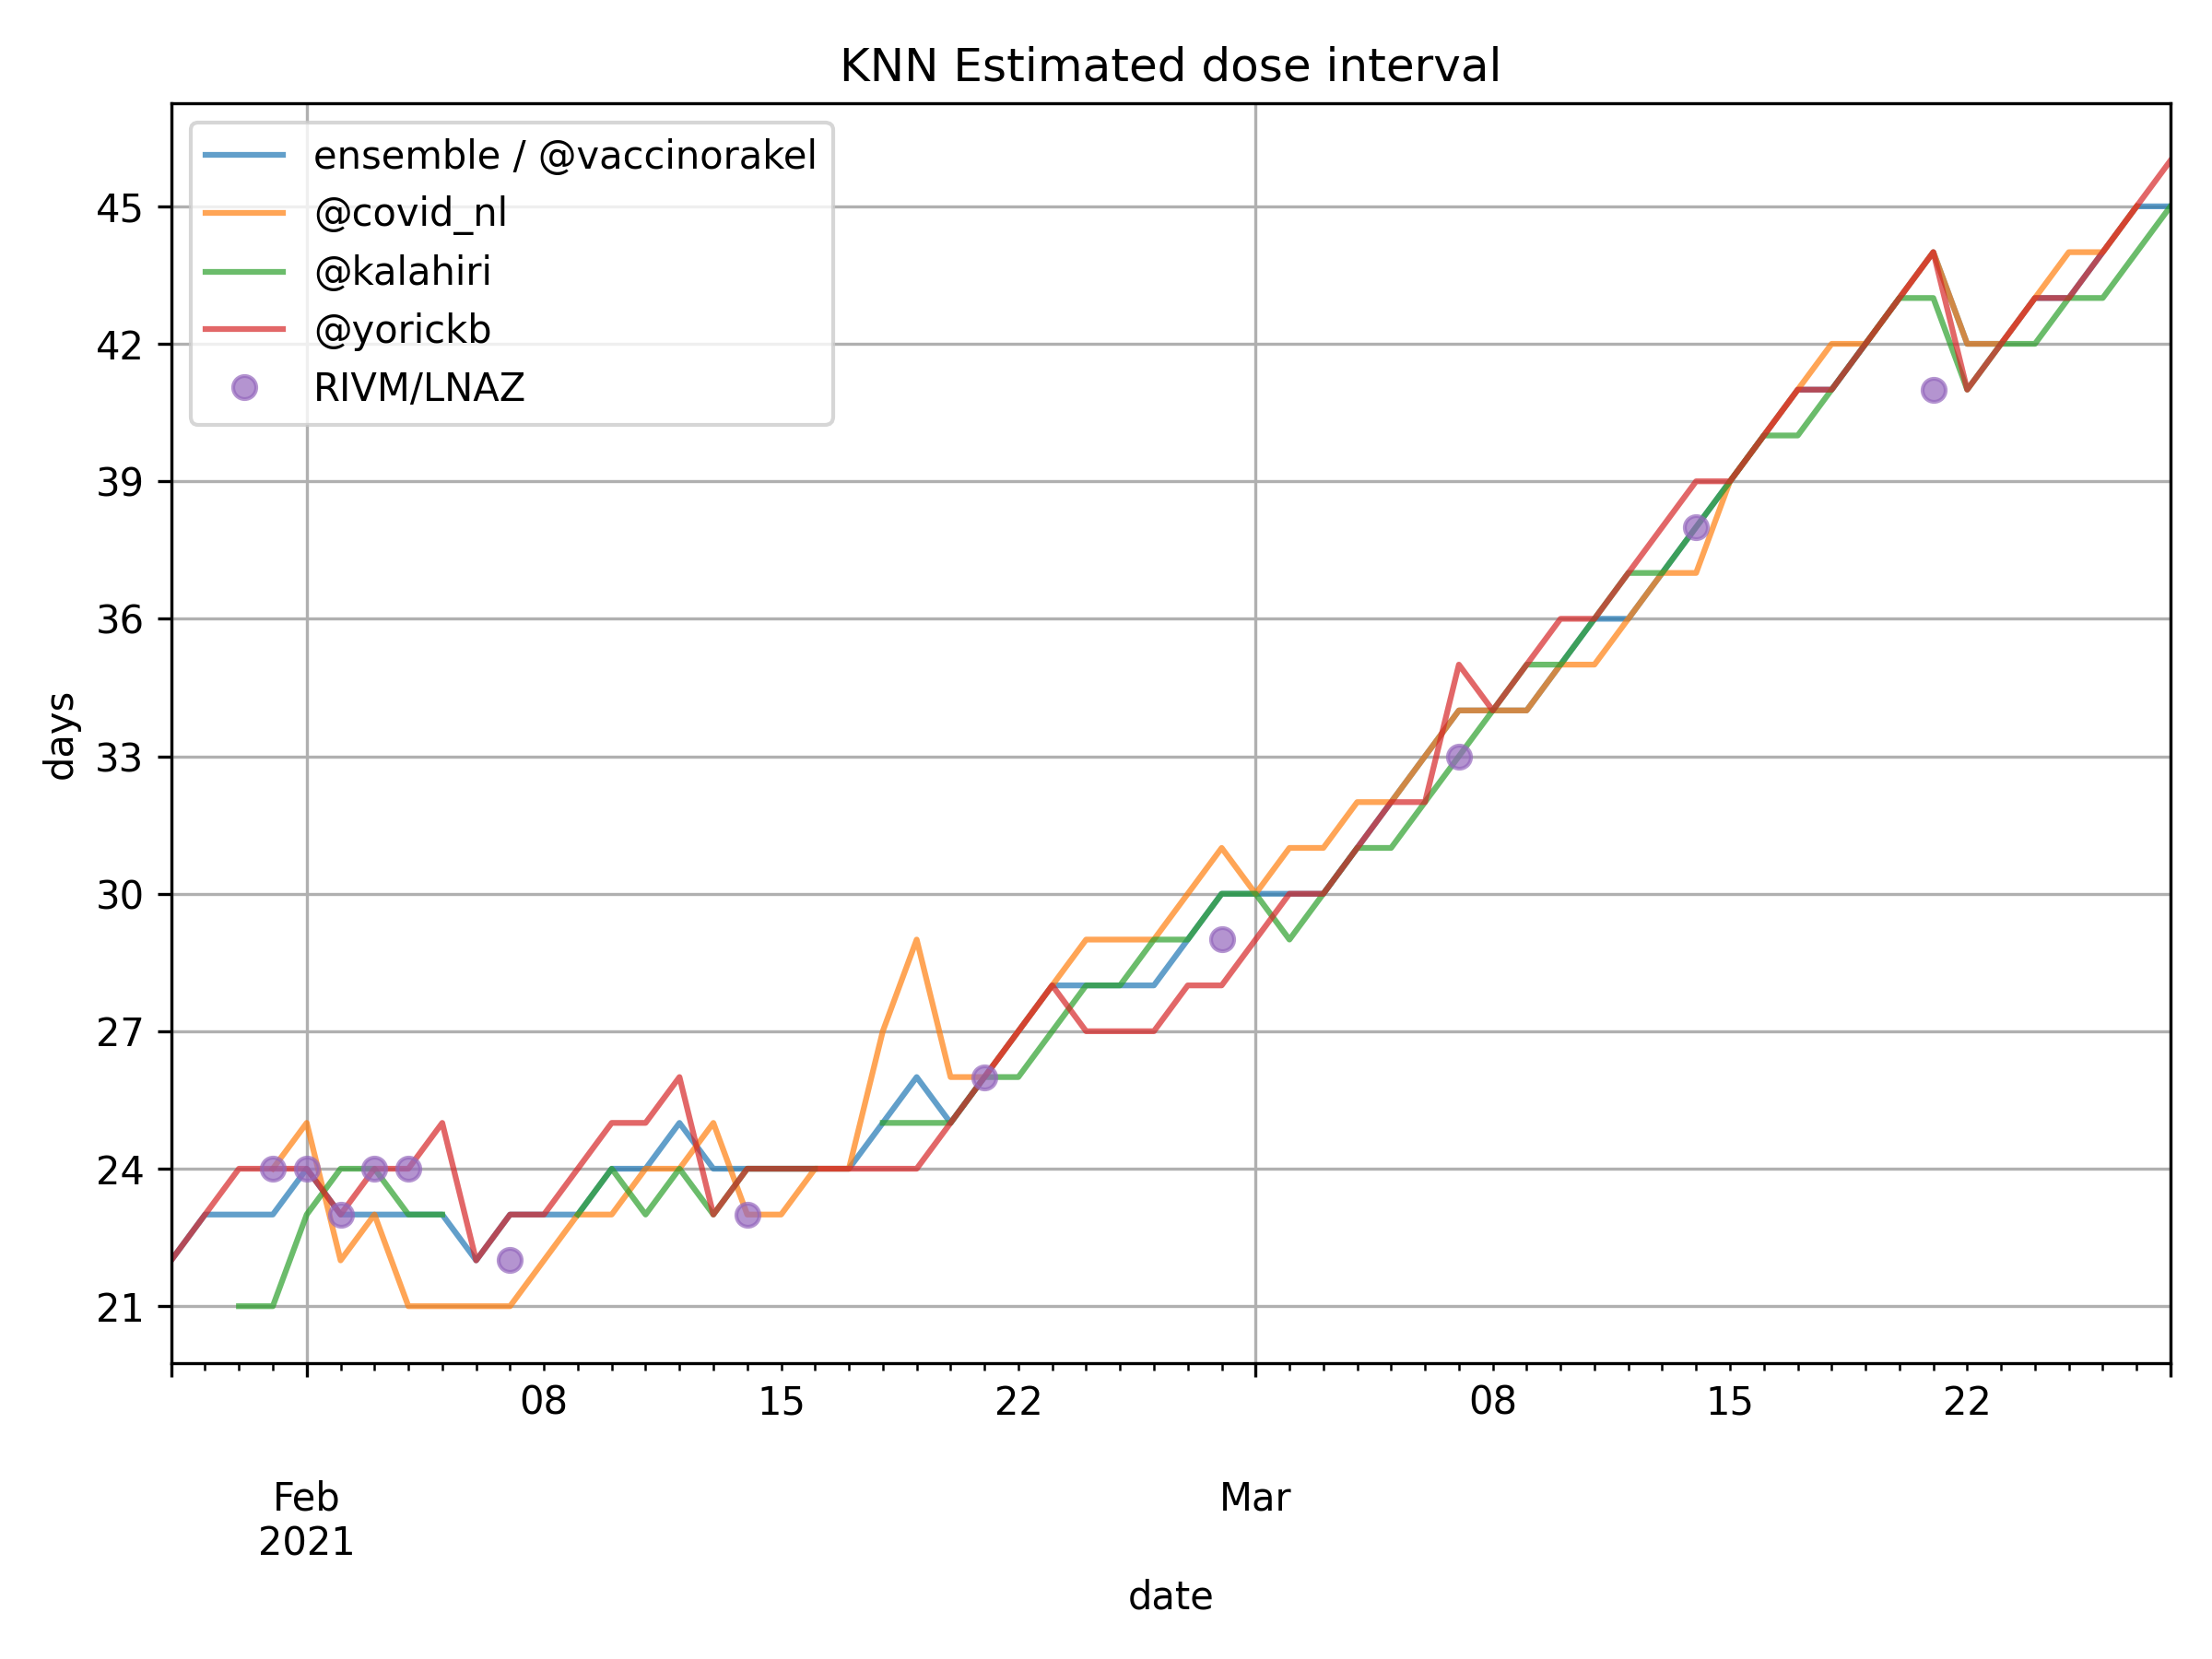 KNN Estimated dose interval
ensemble / @vaccinorakel
@covid_nl
@kalahiri
@yorickb
RIVM/LNAZ
45
42
39
36
33
30
27
24
21
days
08
15
22
08
15
22
Feb
Mar
2021
date